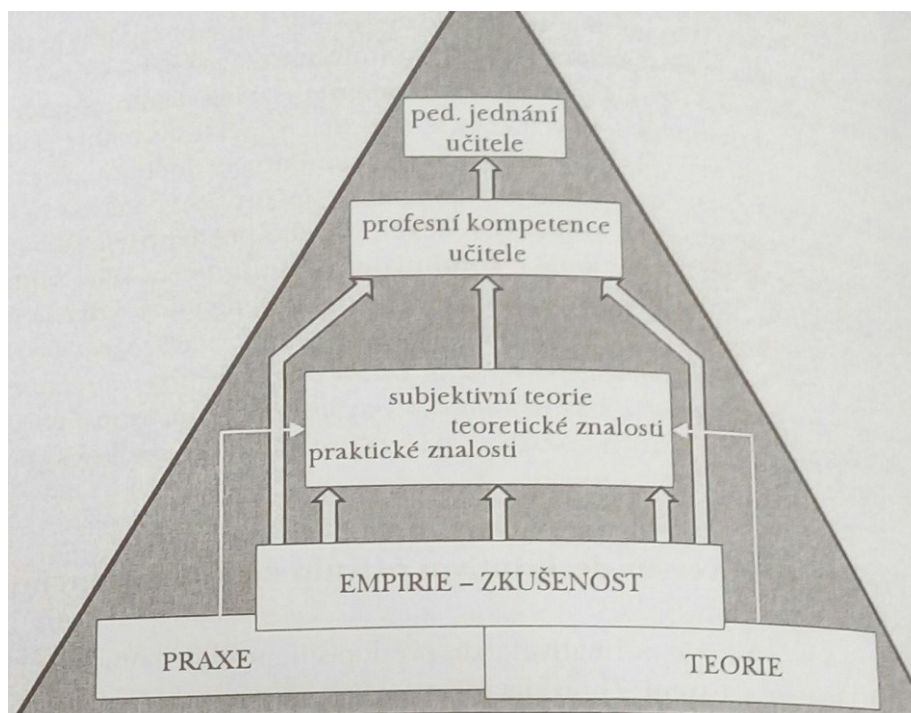 ped. jednání
učitele
profesní kompetence
učitele
subjektivní teorie
teoretické znalosti
praktické znalosti
EMPIRIE – ZKUŠENOST
PRAXE
TEORIE